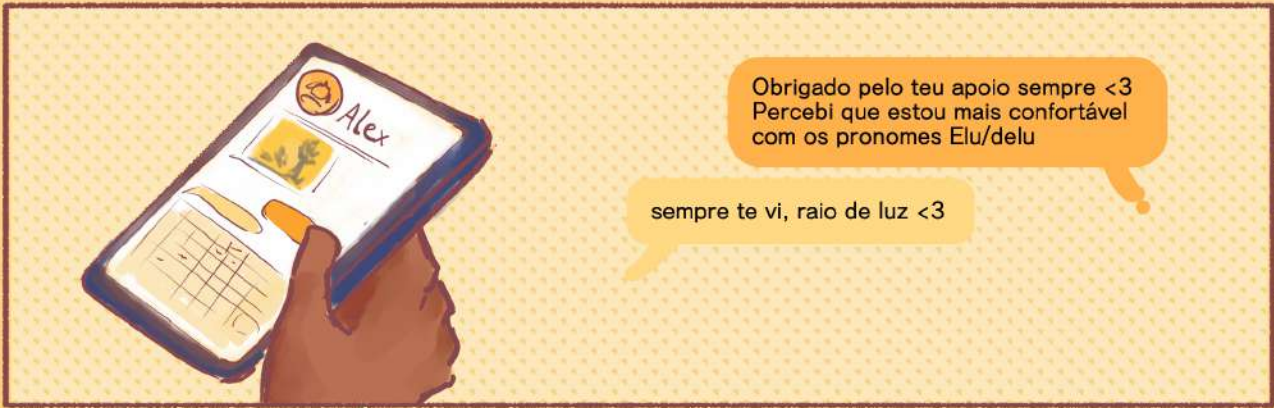 Alex
Obrigado pelo teu apoio sempre <3
Percebi que estou mais confortável
com os pronomes Elu/delu
sempre te vi, raio de luz <3